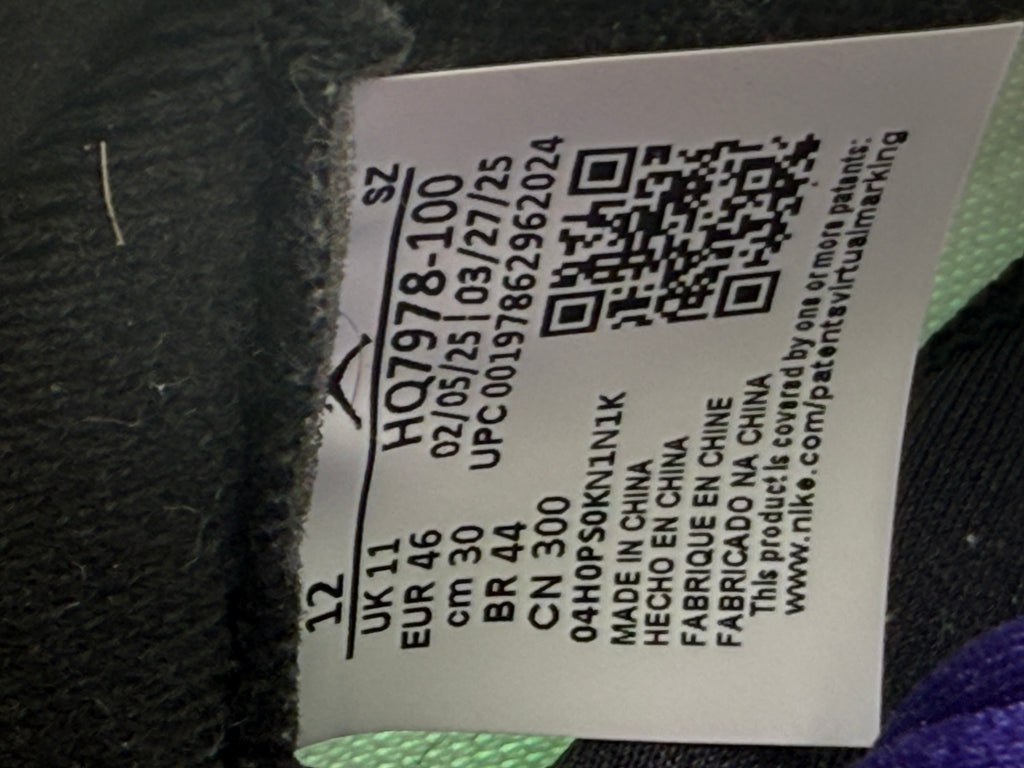 12
SZ
UK 11
EUR 46
cm 30
BR 44
CN 300
HQ7978-100
02/05/25|03/27/25
UPC 00197862962024
04H0PS0KN1N1K
MADE IN CHINA
HECHO EN CHINA
FABRIQUE EN CHINE
FABRICADO NA CHINA
This product is covered by one or more patents:
www.nike.com/patentsvirtualmarking